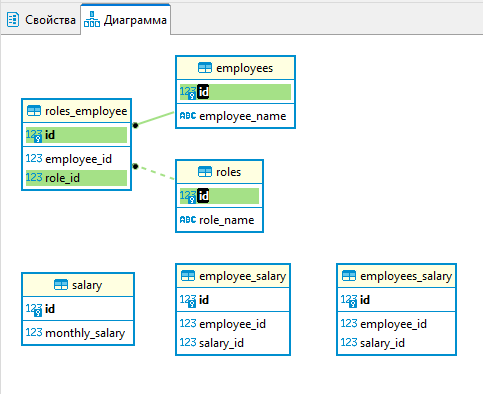 Свойства
Диаграмма
employees
123 id
ABC employee_name
roles_employee
123 id
123 employee_id
123 role_id
roles
123 id
ABC role_name
salary
123 id
123 monthly_salary
employee_salary
123 id
123 employee_id
123 salary_id
employees_salary
123 id
123 employee_id
123 salary_id